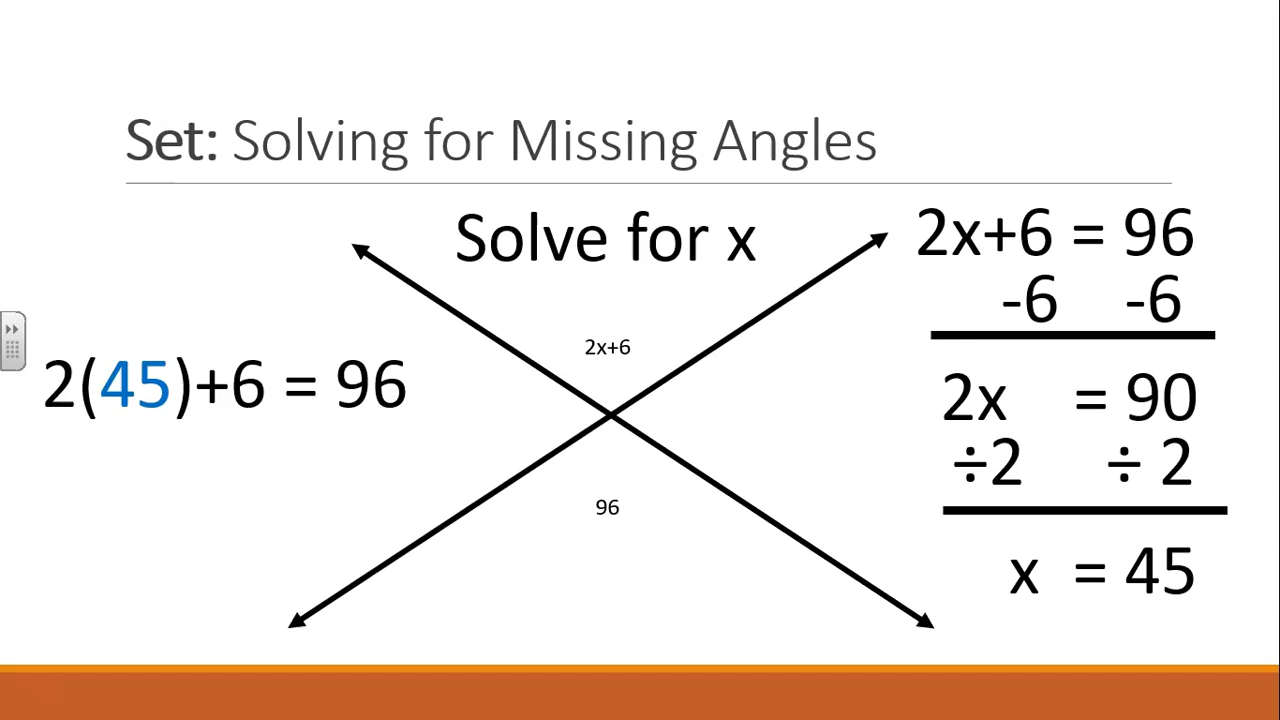 Set: Solving for Missing Angles
Solve for x
2x+6 = 96
-6 -6
2x+6
2(45)+6 = 96
2x = 90
÷2 ÷ 2
96
x = 45